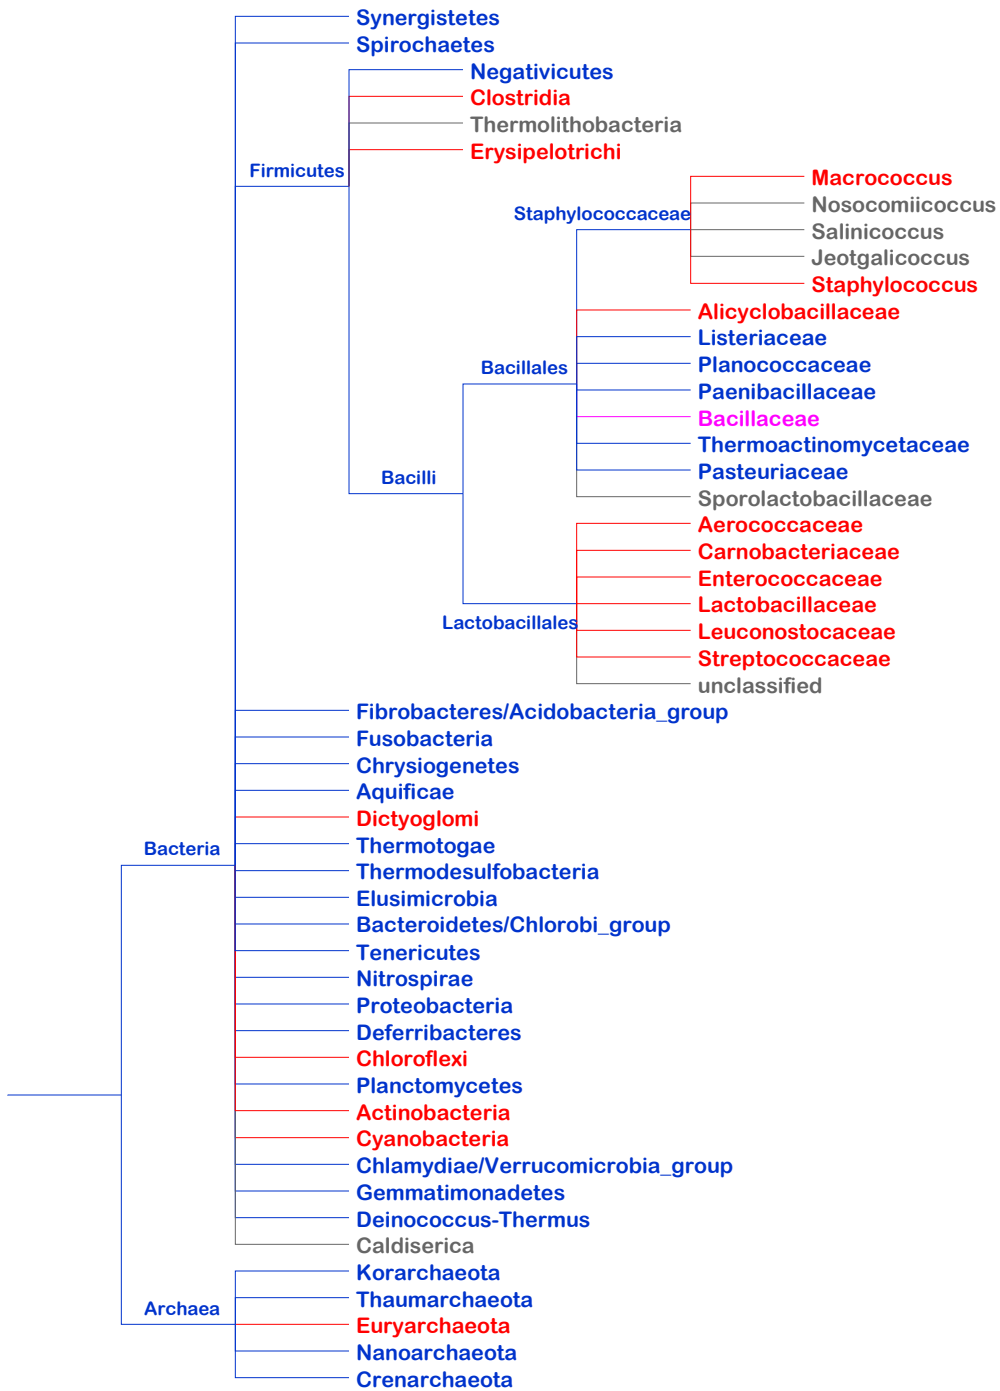 Synergistetes
Spirochaetes
Negativicutes
Clostridia
Thermolithobacteria
Erysipelotrichi
Firmicutes
Macrococcus
Nosocomiicoccus
Staphylococcaceae
Salinicoccus
Jeotgalicoccus
Staphylococcus
Alicyclobacillaceae
Listeriaceae
Bacillales
Planococcaceae
Paenibacillaceae
Bacillaceae
Thermoactinomycetaceae
Bacilli
Pasteuriaceae
Sporolactobacillaceae
Aerococcaceae
Carnobacteriaceae
Enterococcaceae
Lactobacillaceae
Lactobacillales
Leuconostocaceae
Streptococcaceae
unclassified
Fibrobacteres/Acidobacteria_group
Fusobacteria
Chrysiogenetes
Aquificae
Dictyoglomi
Bacteria
Thermotogae
Thermodesulfobacteria
Elusimicrobia
Bacteroidetes/Chlorobi_group
Tenericutes
Nitrospirae
Proteobacteria
Deferribacteres
Chloroflexi
Planctomycetes
Actinobacteria
Cyanobacteria
Chlamydiae/Verrucomicrobia_group
Gemmatimonadetes
Deinococcus-Thermus
Caldiserica
Korarchaeota
Thaumarchaeota
Archaea
Euryarchaeota
Nanoarchaeota
Crenarchaeota